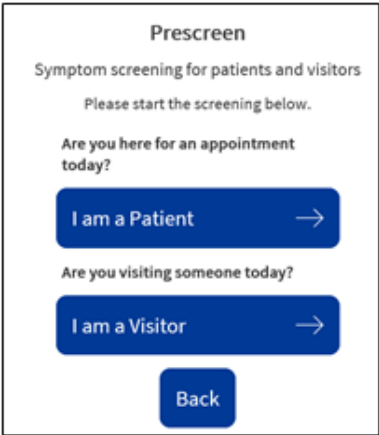 Prescreen
Symptom screening for patients and visitors
Please start the screening below.
Are you here for an appointment
today?
I am a Patient
Are you visiting someone today?
I am a Visitor
Back